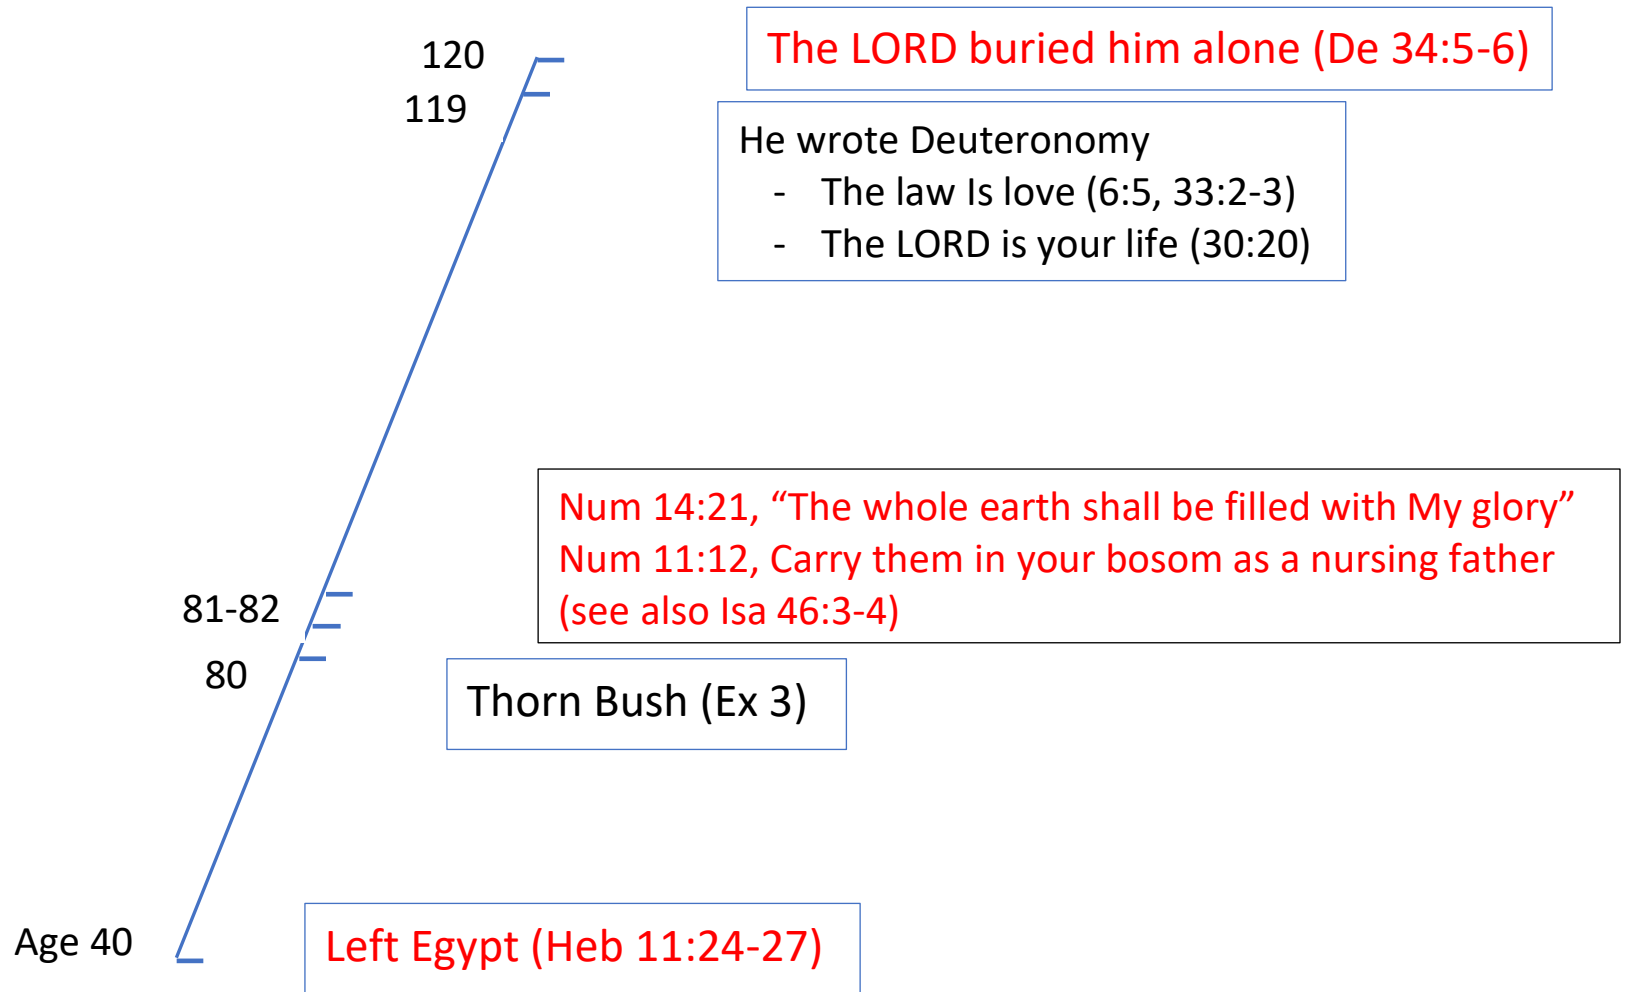 120
The LORD buried him alone (De 34:5-6)
119
He wrote Deuteronomy
- The law Is love (6:5, 33:2-3)
- The LORD is your life (30:20)
81-82
Num 14:21, “The whole earth shall be filled with My glory”
Num 11:12, Carry them in your bosom as a nursing father
(see also Isa 46:3-4)
80
Thorn Bush (Ex 3)
Age 40
Left Egypt (Heb 11:24-27)